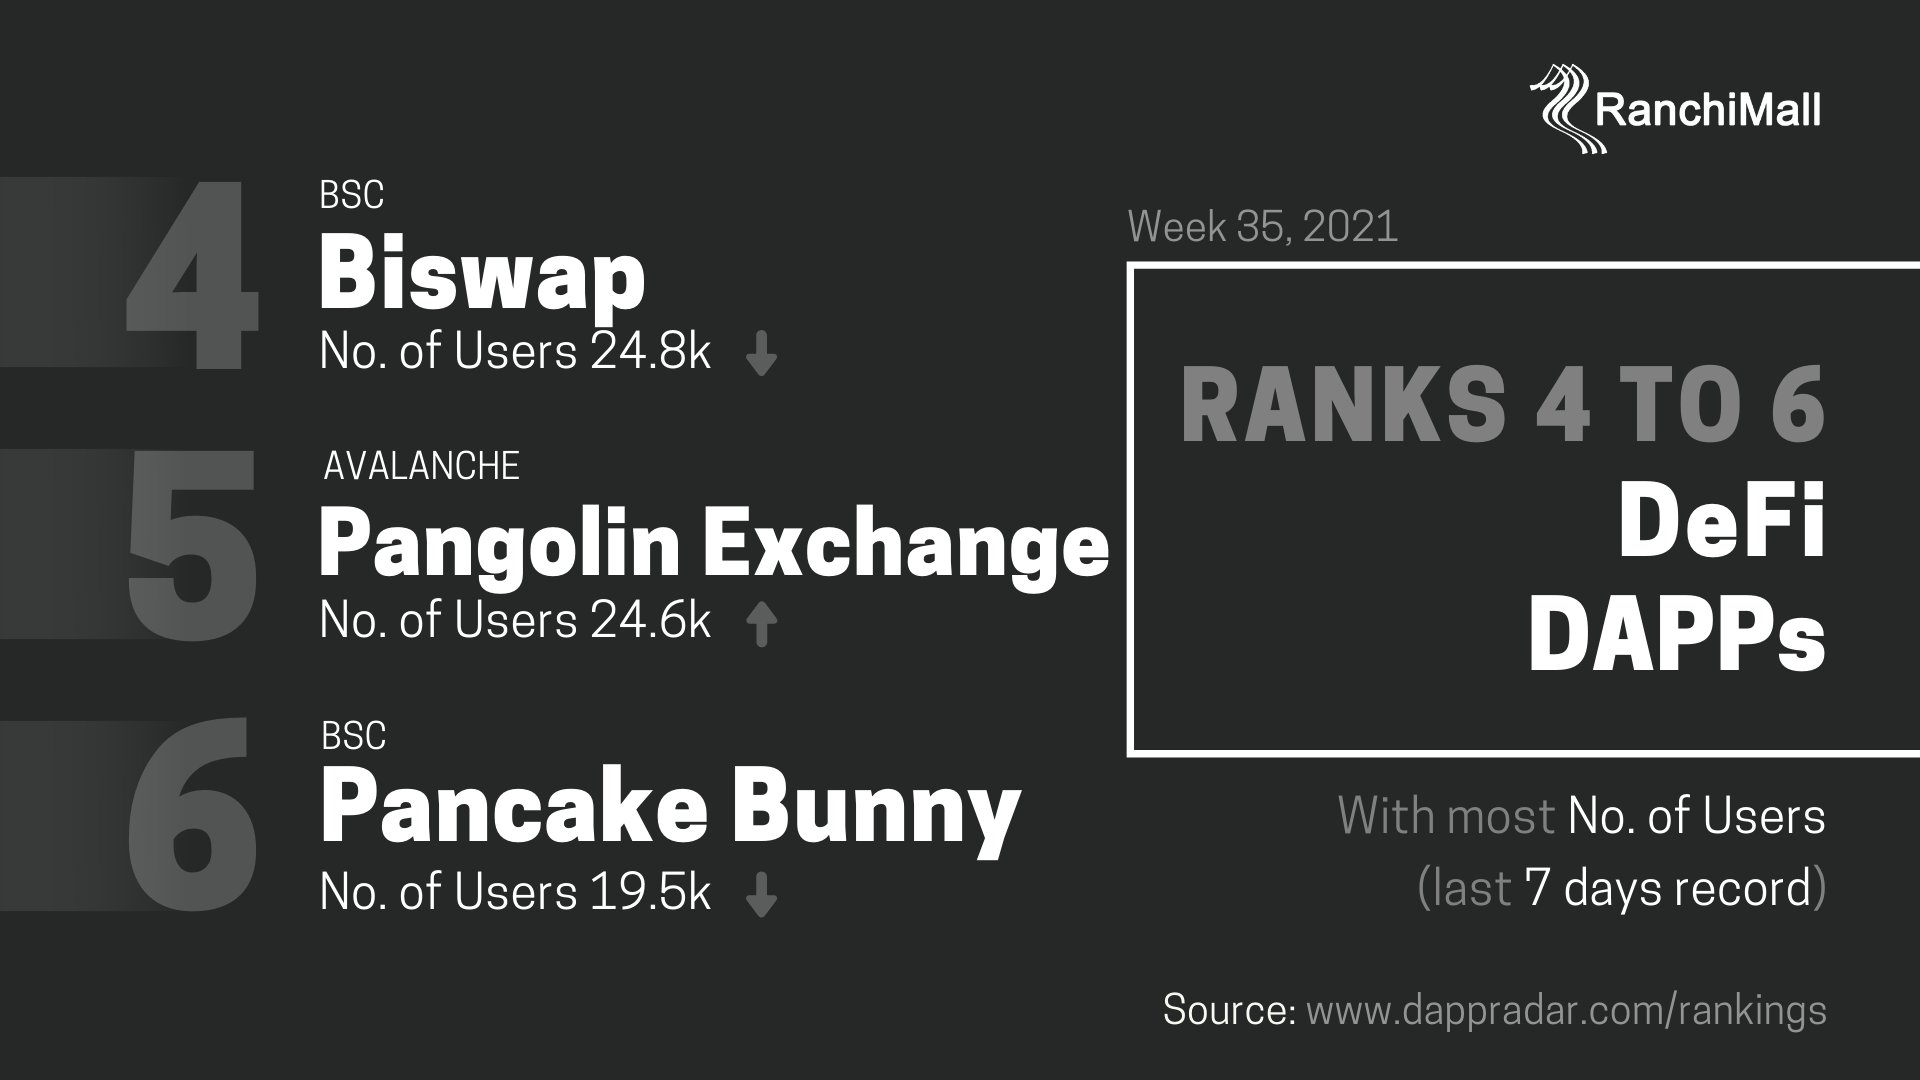 RanchiMall
4
BSC
Biswap
No. of Users 24.8k
5
AVALANCHE
Pangolin Exchange
No. of Users 24.6k
6
BSC
Pancake Bunny
No. of Users 19.5k
Week 35, 2021
RANKS 4 TO 6
DeFi
DAPPs
With most No. of Users
(last 7 days record)
Source: www.dappradar.com/rankings